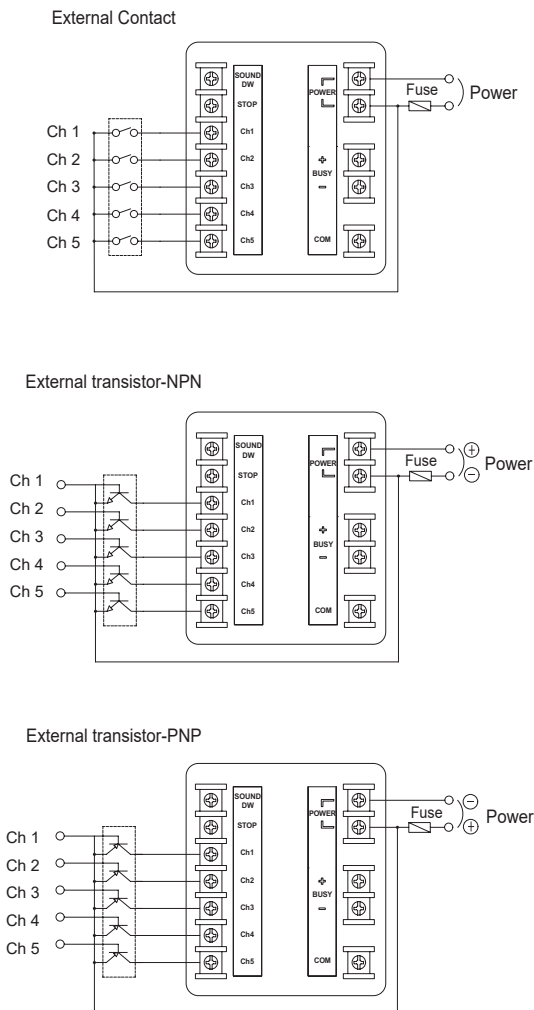 External Contact
SOUND
DW
STOP
POWER
Fuse
Power
Ch 1
Ch1
Ch 2
Ch2
+
BUSY
Ch 3
Ch3
−
Ch 4
Ch4
Ch 5
Ch5
COM
External transistor-NPN
SOUND
DW
STOP
POWER
Fuse
+
−
Power
Ch 1
Ch1
Ch 2
Ch2
+
BUSY
Ch 3
Ch3
−
Ch 4
Ch4
Ch 5
Ch5
COM
External transistor-PNP
SOUND
DW
STOP
POWER
Fuse
−
+
Power
Ch 1
Ch1
Ch 2
Ch2
+
BUSY
Ch 3
Ch3
−
Ch 4
Ch4
Ch 5
Ch5
COM